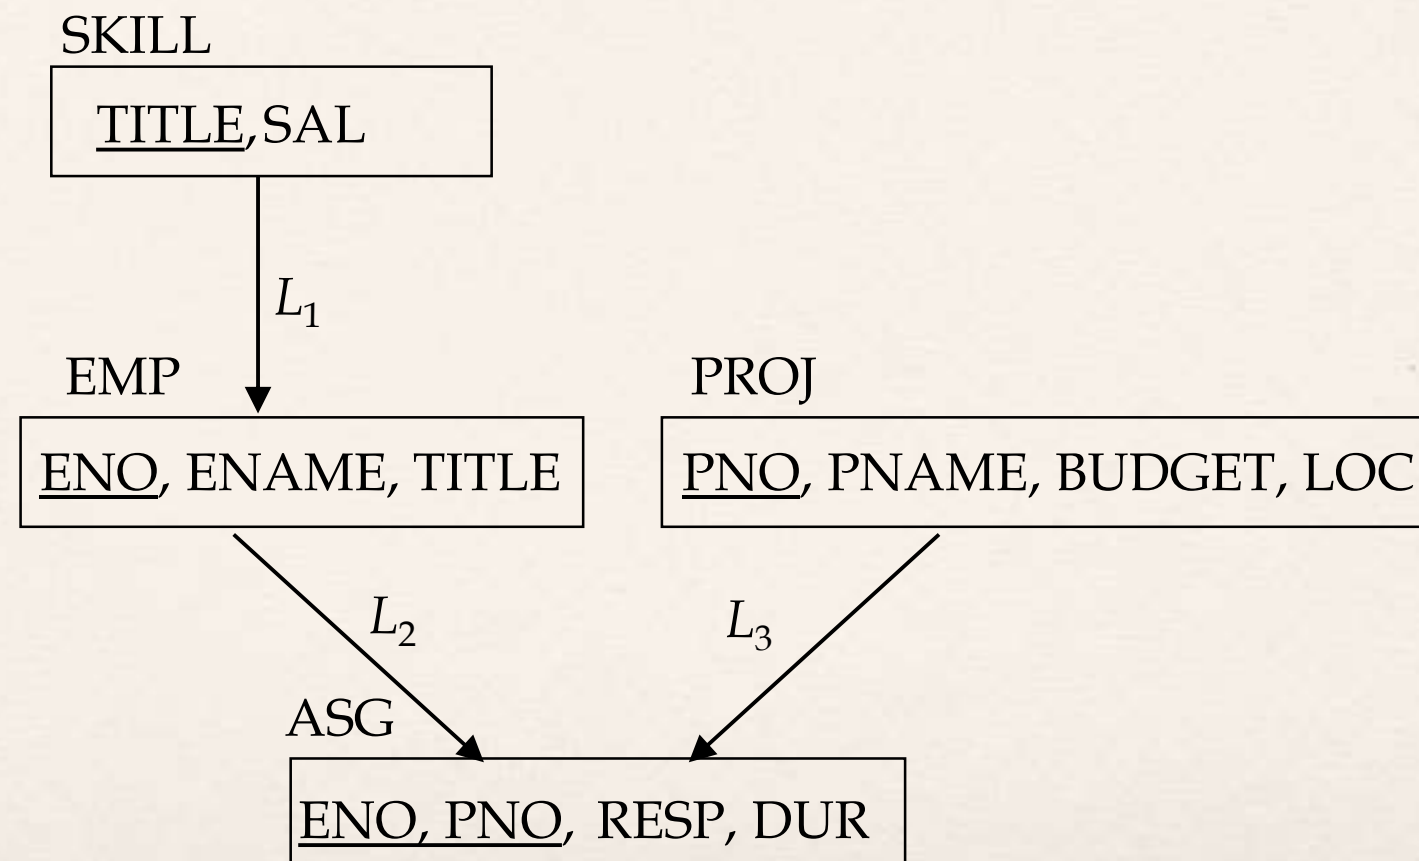 SKILL
TITLE, SAL
L1
EMP
PROJ
ENO, ENAME, TITLE
PNO, PNAME, BUDGET, LOC
L2
L3
ASG
ENO, PNO, RESP, DUR